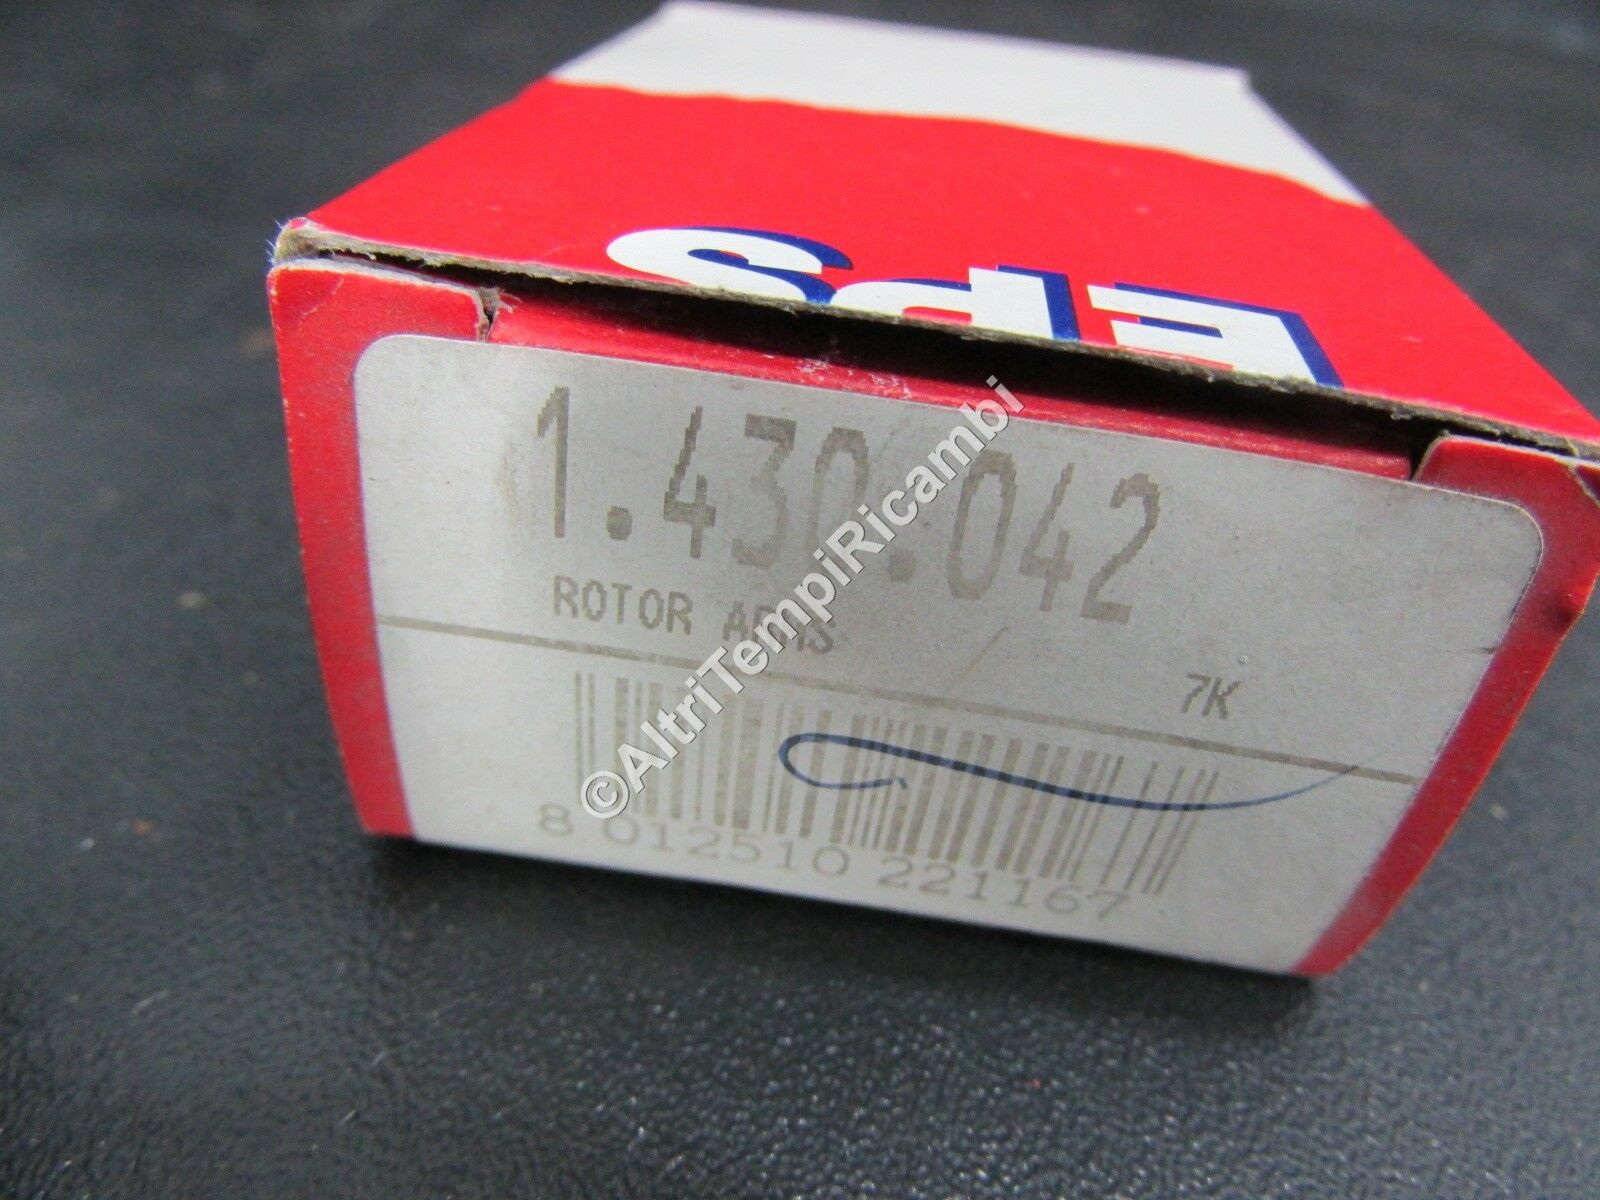 EPS
1.430.042
ROTOR ARMS
7K
8 012510 221167
©AltriTempiRicambi